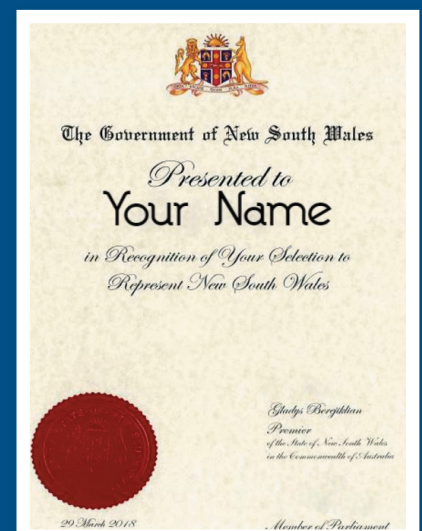 The Government of New South Wales
Presented to
Your Name
in Recognition of Your Selection to
Represent New South Wales
Gladys Bergiklian
Premier
of the State of New South Wales
in the Commonwealth of Australia
29 March 2018
Member of Parliament